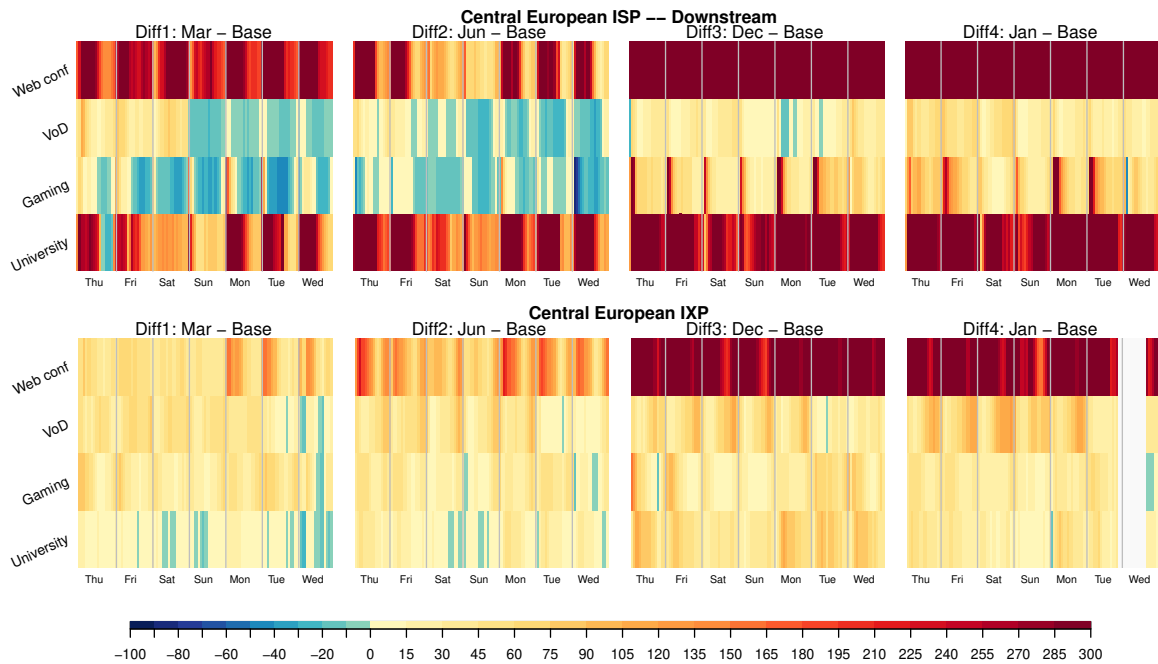 Central European ISP −− Downstream
Diff1: Mar − Base Diff2: Jun − Base Diff3: Dec − Base Diff4: Jan − Base
Web conf
VoD
Gaming
University
Thu Fri Sat Sun Mon Tue Wed Thu Fri Sat Sun Mon Tue Wed Thu Fri Sat Sun Mon Tue Wed Thu Fri Sat Sun Mon Tue Wed
Central European IXP
Diff1: Mar − Base Diff2: Jun − Base Diff3: Dec − Base Diff4: Jan − Base
Web conf
VoD
Gaming
University
Thu Fri Sat Sun Mon Tue Wed Thu Fri Sat Sun Mon Tue Wed Thu Fri Sat Sun Mon Tue Wed Thu Fri Sat Sun Mon Tue Wed
−100 −80 −60 −40 −20 0 15 30 45 60 75 90 105 120 135 150 165 180 195 210 225 240 255 270 285 300